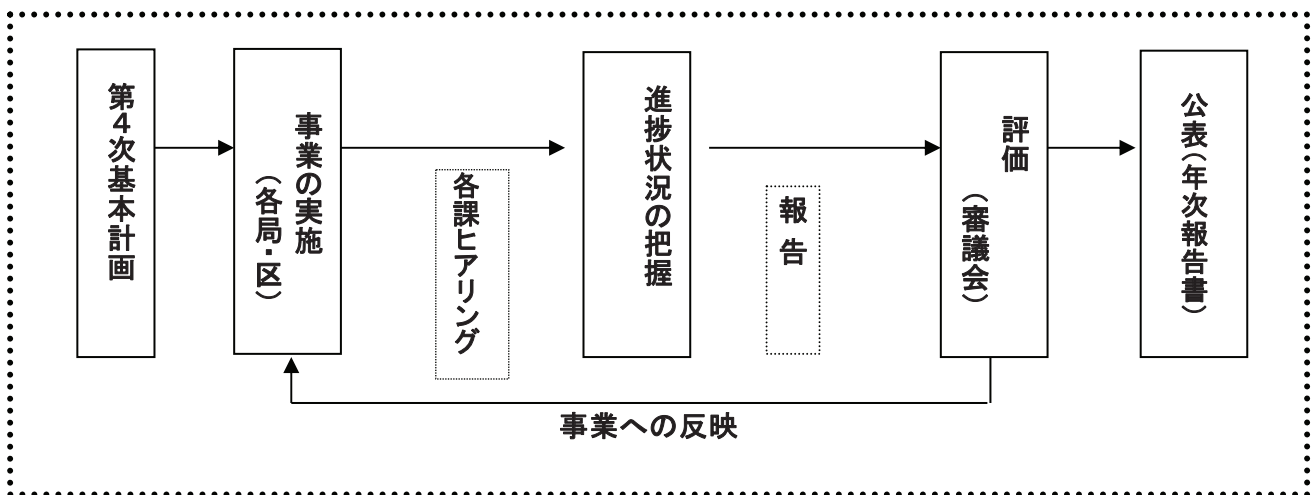 第４次基本計画
事業の実施
（各局・区）
各課ヒアリング
進捗状況の把握
報告
評価
（審議会）
公表（年次報告書）
事業への反映